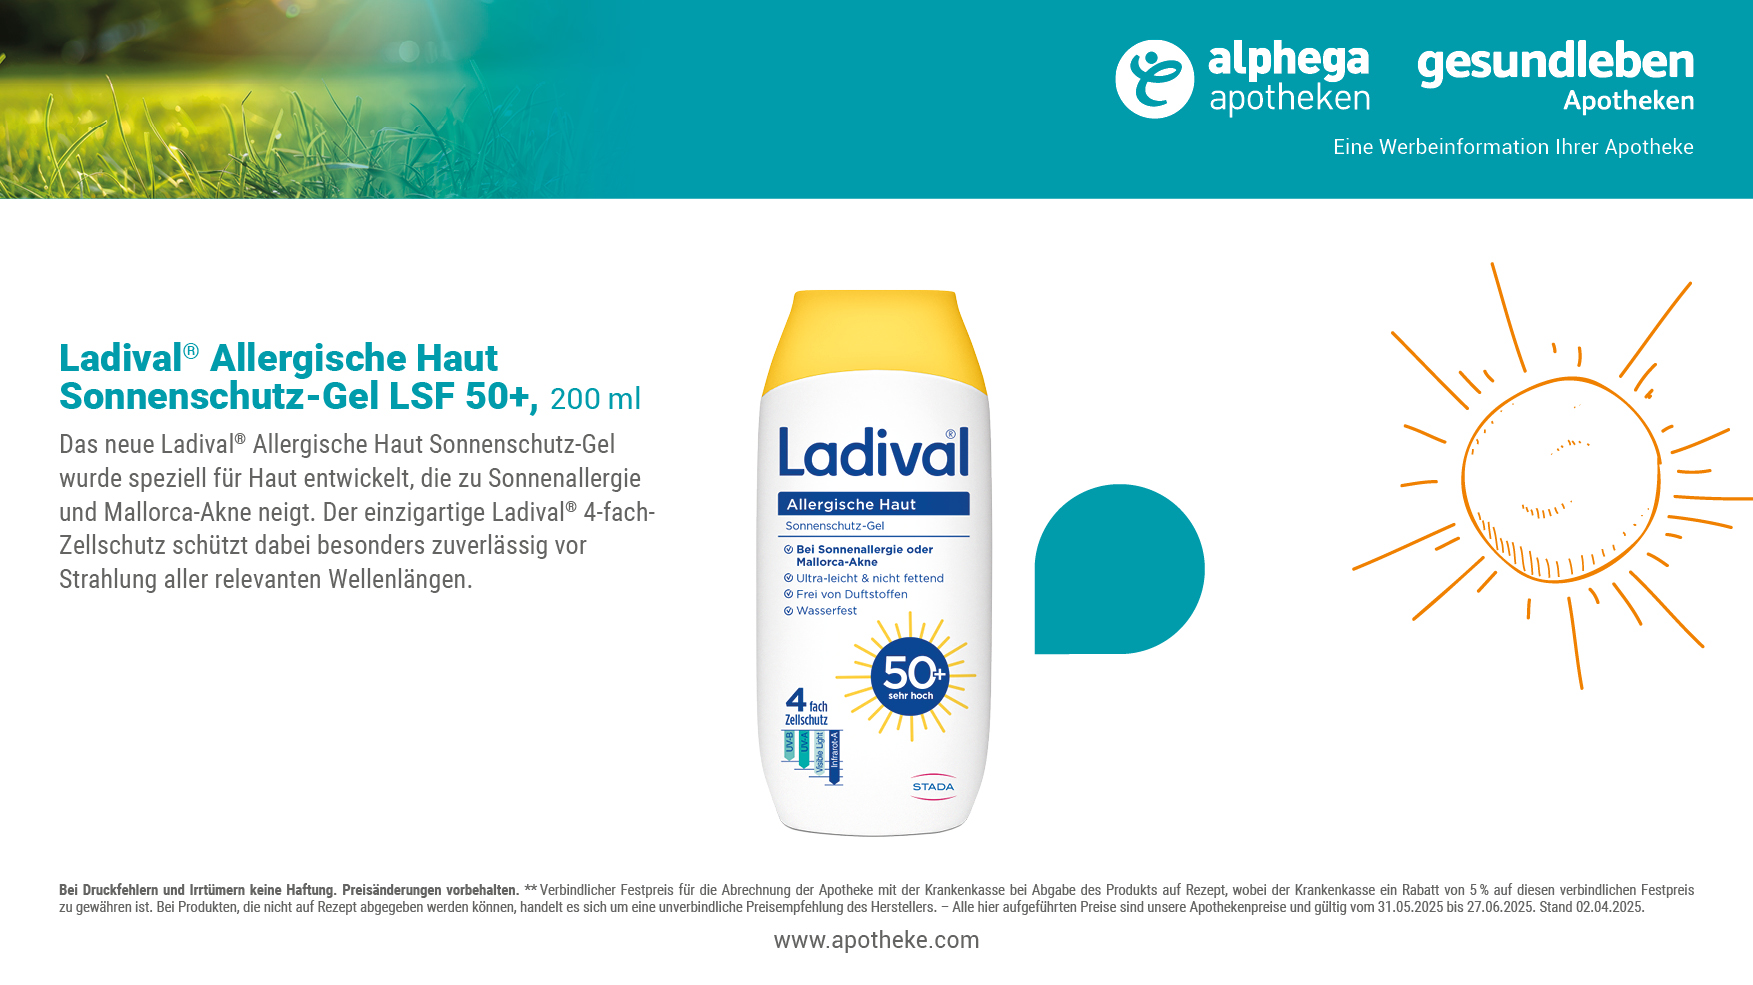 alphega
apotheken
gesundleben
Apotheken
Eine Werbeinformation Ihrer Apotheke
Ladival® Allergische Haut
Sonnenschutz-Gel LSF 50+, 200 ml
Das neue Ladival® Allergische Haut Sonnenschutz-Gel
wurde speziell für Haut entwickelt, die zu Sonnenallergie
und Mallorca-Akne neigt. Der einzigartige Ladival® 4-fach-
Zellschutz schützt dabei besonders zuverlässig vor
Strahlung aller relevanten Wellenlängen.
Ladival®
Allergische Haut
Sonnenschutz-Gel
Bei Sonnenallergie oder
Mallorca-Akne
Ultra-leicht & nicht fettend
Frei von Duftstoffen
Wasserfest
50+
sehr hoch
4 fach
Zellschutz
UV-B
UV-A
Visible Light
Infrarot-A
STADA
Bei Druckfehlern und Irrtümern keine Haftung. Preisänderungen vorbehalten. ** Verbindlicher Festpreis für die Abrechnung der Apotheke mit der Krankenkasse bei Abgabe des Produkts auf Rezept, wobei der Krankenkasse ein Rabatt von 5 % auf diesen verbindlichen Festpreis
zu gewähren ist. Bei Produkten, die nicht auf Rezept abgegeben werden können, handelt es sich um eine unverbindliche Preisempfehlung des Herstellers. – Alle hier aufgeführten Preise sind unsere Apothekenpreise und gültig vom 31.05.2025 bis 27.06.2025. Stand 02.04.2025.
www.apotheke.com